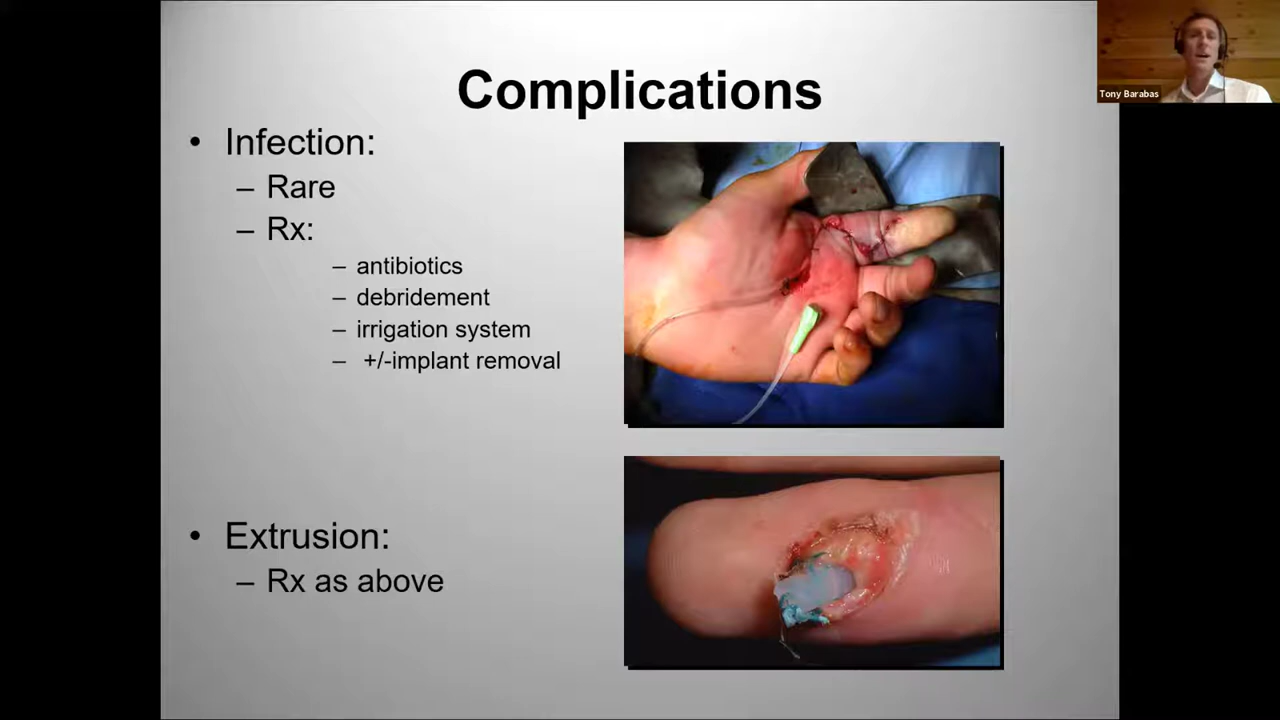 Complications
• Infection:
– Rare
– Rx:
– antibiotics
– debridement
– irrigation system
– +/-implant removal
• Extrusion:
– Rx as above
Tony Barabas